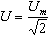 U = U_m / √2